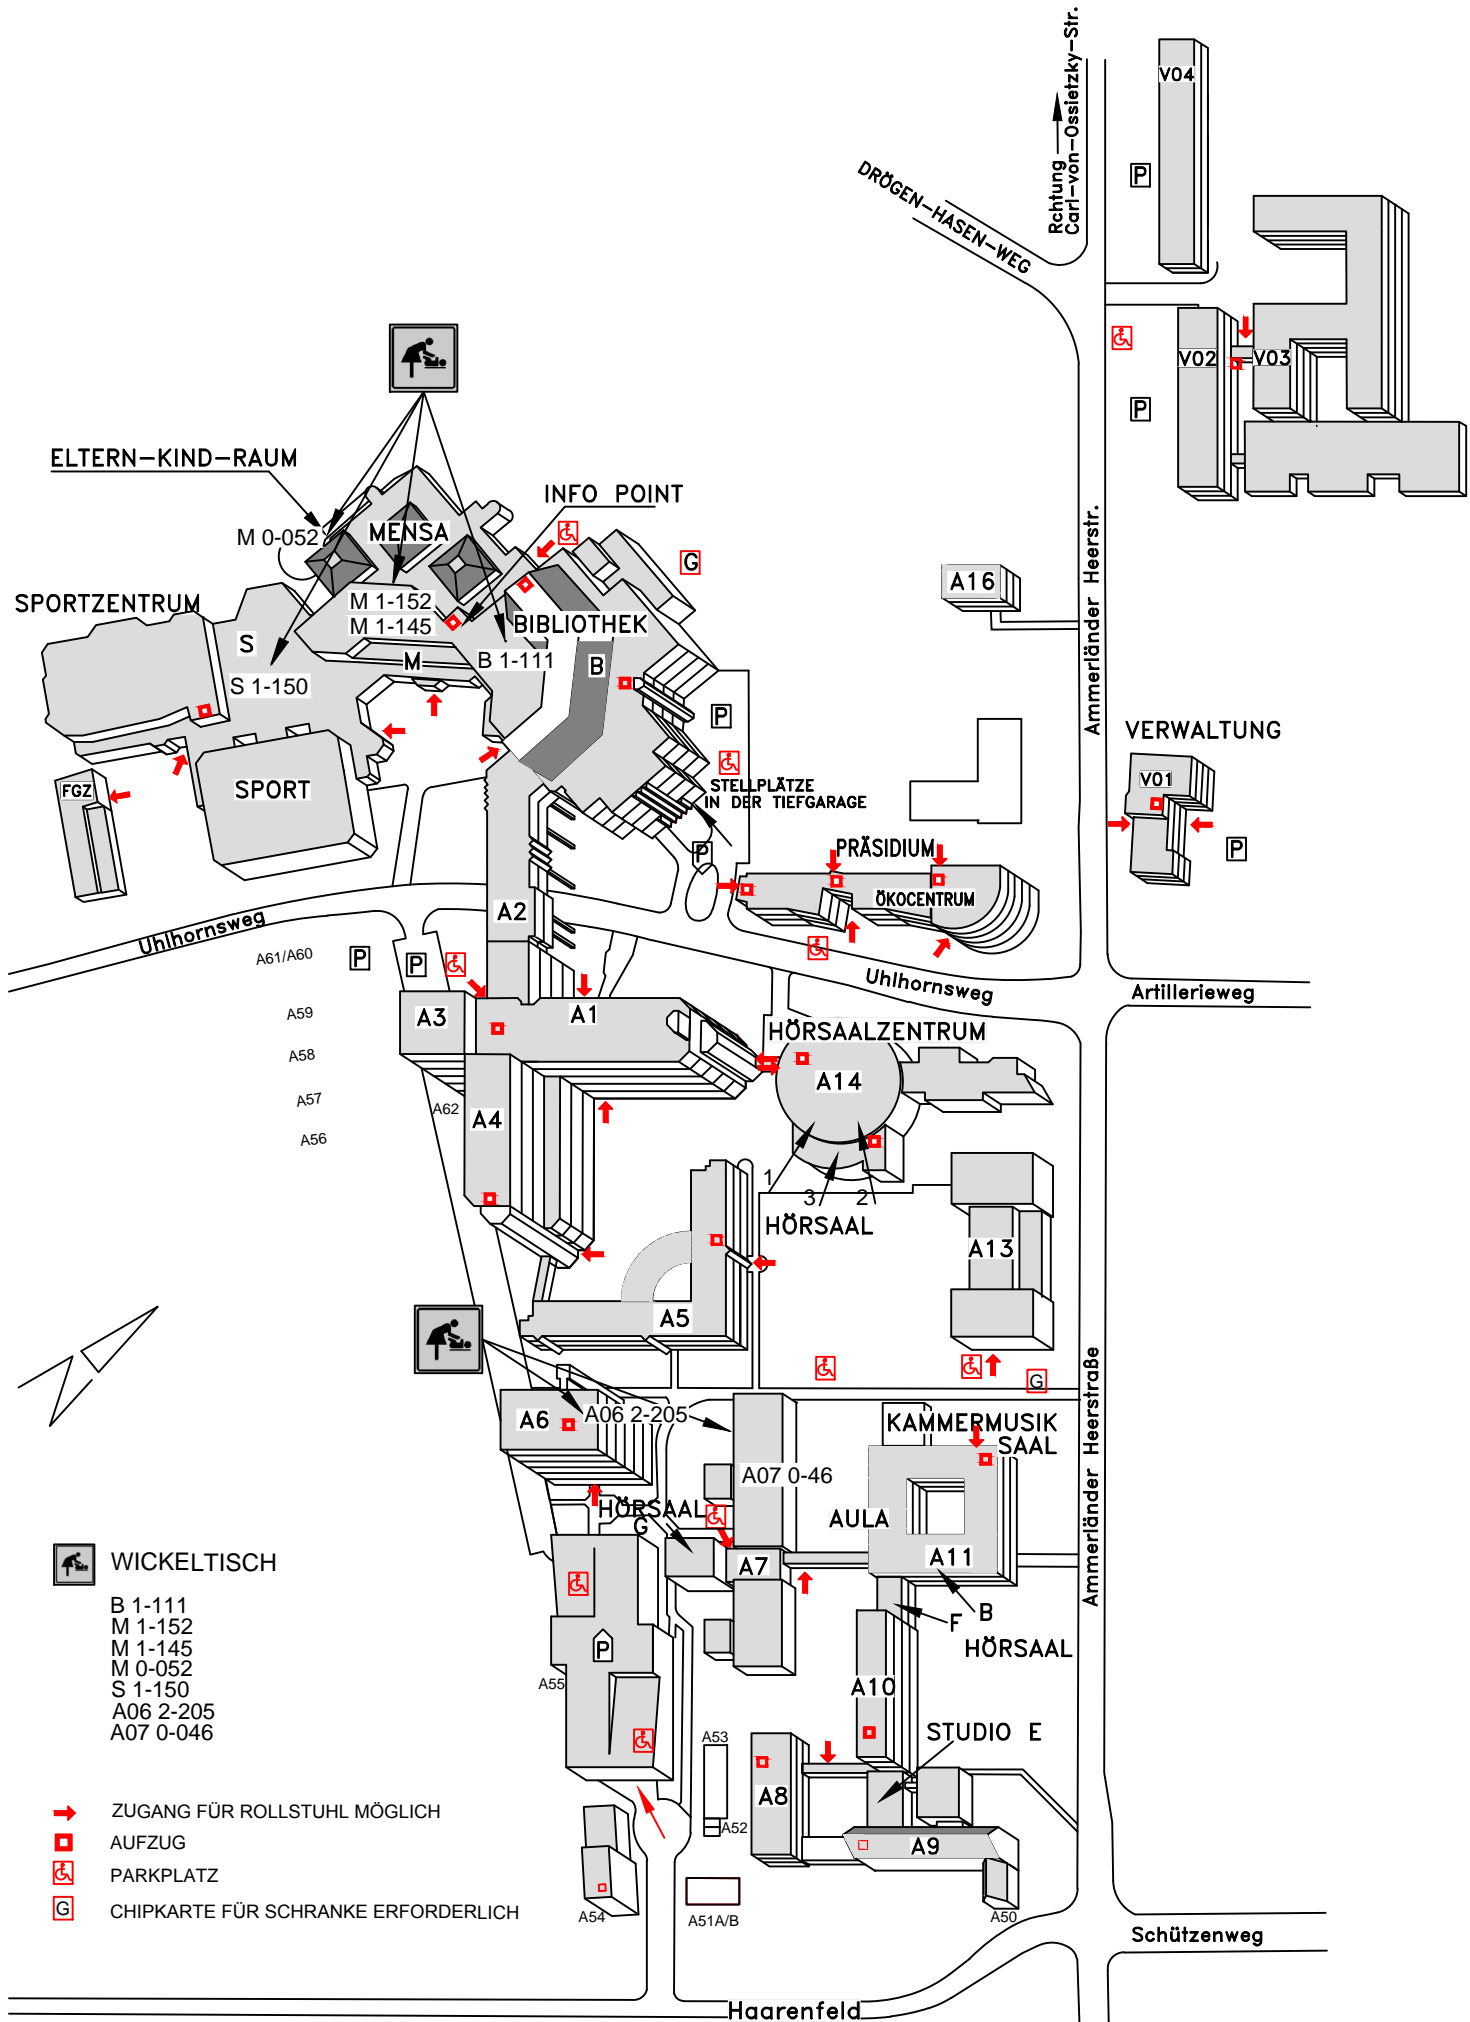 Rchtung
Carl-von-Ossietzky-Str.
V04
P
DRÖGEN-HASEN-WEG
V02
V03
P
ELTERN-KIND-RAUM
INFO POINT
M 0-052
MENSA
G
Ammerländer Heerstr.
A16
SPORTZENTRUM
M 1-152
M 1-145
BIBLIOTHEK
S
M
B 1-111
B
S 1-150
P
VERWALTUNG
FGZ
SPORT
STELLPLÄTZE
IN DER TIEFGARAGE
V01
P
P
PRÄSIDIUM
ÖKOCENTRUM
A2
Uhlhornsweg
A61/A60
P
P
Uhlhornsweg
Artillerieweg
A59
A3
A1
HÖRSAALZENTRUM
A58
A14
A57
A62
A4
A56
1
3
2
HÖRSAAL
A13
A5
G
Ammerländer Heerstraße
A6
A06 2-205
KAMMERMUSIK
SAAL
A07 0-46
HÖRSAAL
G
AULA
A7
A11
WICKELTISCH
B 1-111
M 1-152
M 1-145
M 0-052
S 1-150
A06 2-205
A07 0-046
B
F
HÖRSAAL
P
A55
A10
A53
STUDIO E
A8
A52
A9
ZUGANG FÜR ROLLSTUHL MÖGLICH
AUFZUG
PARKPLATZ
G
CHIPKARTE FÜR SCHRANKE ERFORDERLICH
A54
A51A/B
A50
Schützenweg
Haarenfeld